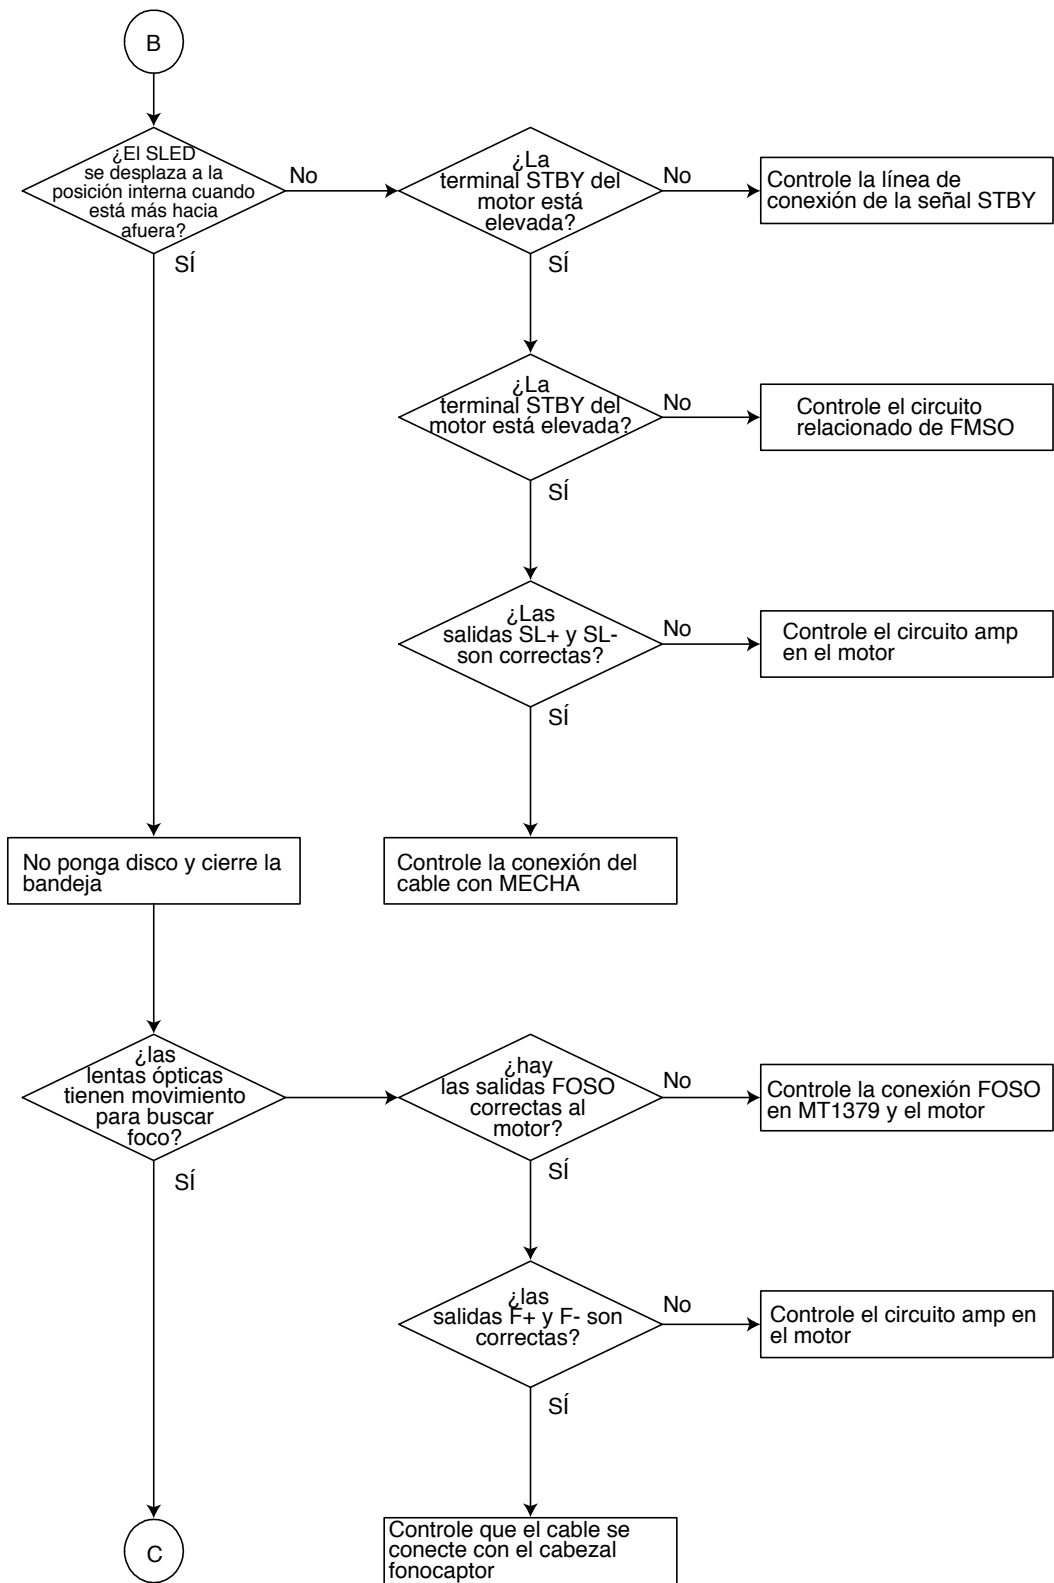 B
¿El SLED
se desplaza a la
posición interna cuando
está más hacia
afuera?
No
SÍ
¿La
terminal STBY del
motor está
elevada?
No
SÍ
Controle la línea de
conexión de la señal STBY
¿La
terminal STBY del
motor está elevada?
No
SÍ
Controle el circuito
relacionado de FMSO
¿Las
salidas SL+ y SL-
son correctas?
No
SÍ
Controle el circuito amp
en el motor
No ponga disco y cierre la
bandeja
Controle la conexión del
cable con MECHA
¿las
lentas ópticas
tienen movimiento
para buscar
foco?
SÍ
¿hay
las salidas FOSO
correctas al
motor?
No
SÍ
Controle la conexión FOSO
en MT1379 y el motor
¿las
salidas F+ y F- son
correctas?
No
SÍ
Controle el circuito amp en
el motor
C
Controle que el cable se
conecte con el cabezal
fonocaptor